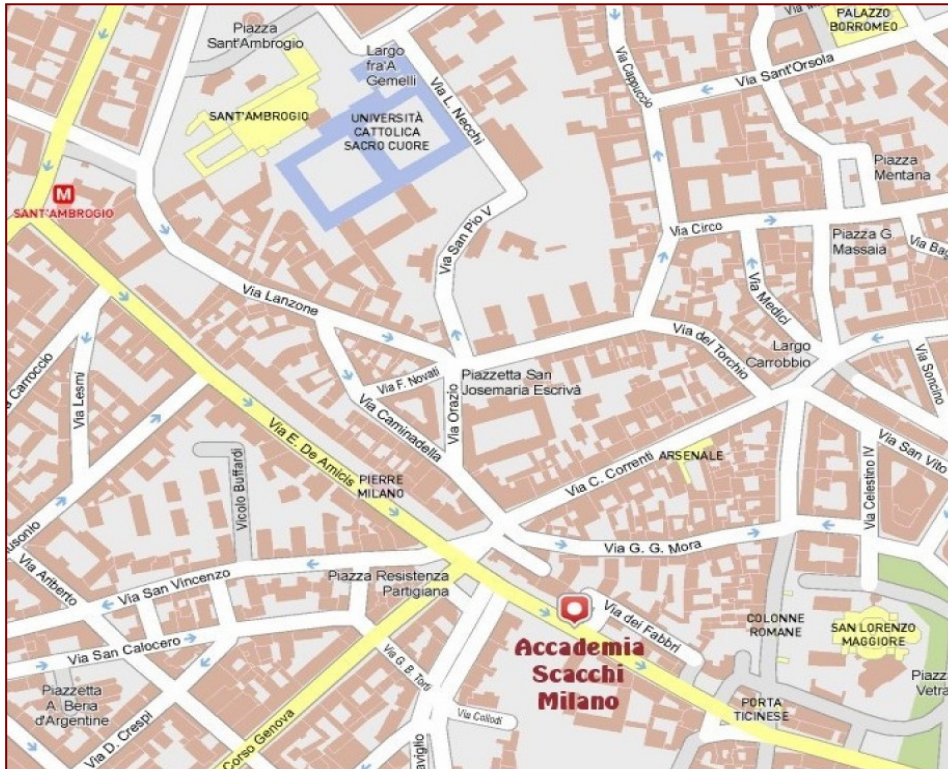 Piazza
Sant'Ambrogio
Largo
fra'A.
Gemelli
PALAZZO
BORROMEO
Via Cappuccio
Via Sant'Orsola
SANT'AMBROGIO
UNIVERSITÀ
CATTOLICA
SACRO CUORE
Via L. Necchi
Piazza
Mentana
M
SANT'AMBROGIO
Via San Pio V
Via Circo
Piazza G.
Massaia
Via Lanzone
Via Medici
Via del Torchio
Largo
Carrobbio
Carroccio
Via Lesmi
Via F. Novati
Piazzetta San
Josemaria Escrivà
Via Soncino
Via Caminadella
Via Orazio
Via E. De Amicis
Via C. Correnti
ARSENALE
Via San Vito
Vicolo Buffardi
PIERRE
MILANO
Via Celestino IV
Via G. G. Mora
Via Ariberto
Via San Vincenzo
Piazza Resistenza
Partigiana
Via dei Fabbri
COLONNE
ROMANE
SAN LORENZO
MAGGIORE
Via San Calocero
Accademia
Scacchi
Milano
Via G. B. Torti
Piazzetta
A. Beria
d'Argentine
Piazza
Vetra
PORTA
TICINESE
Via Collodi
Via D. Crespi
Corso Genova